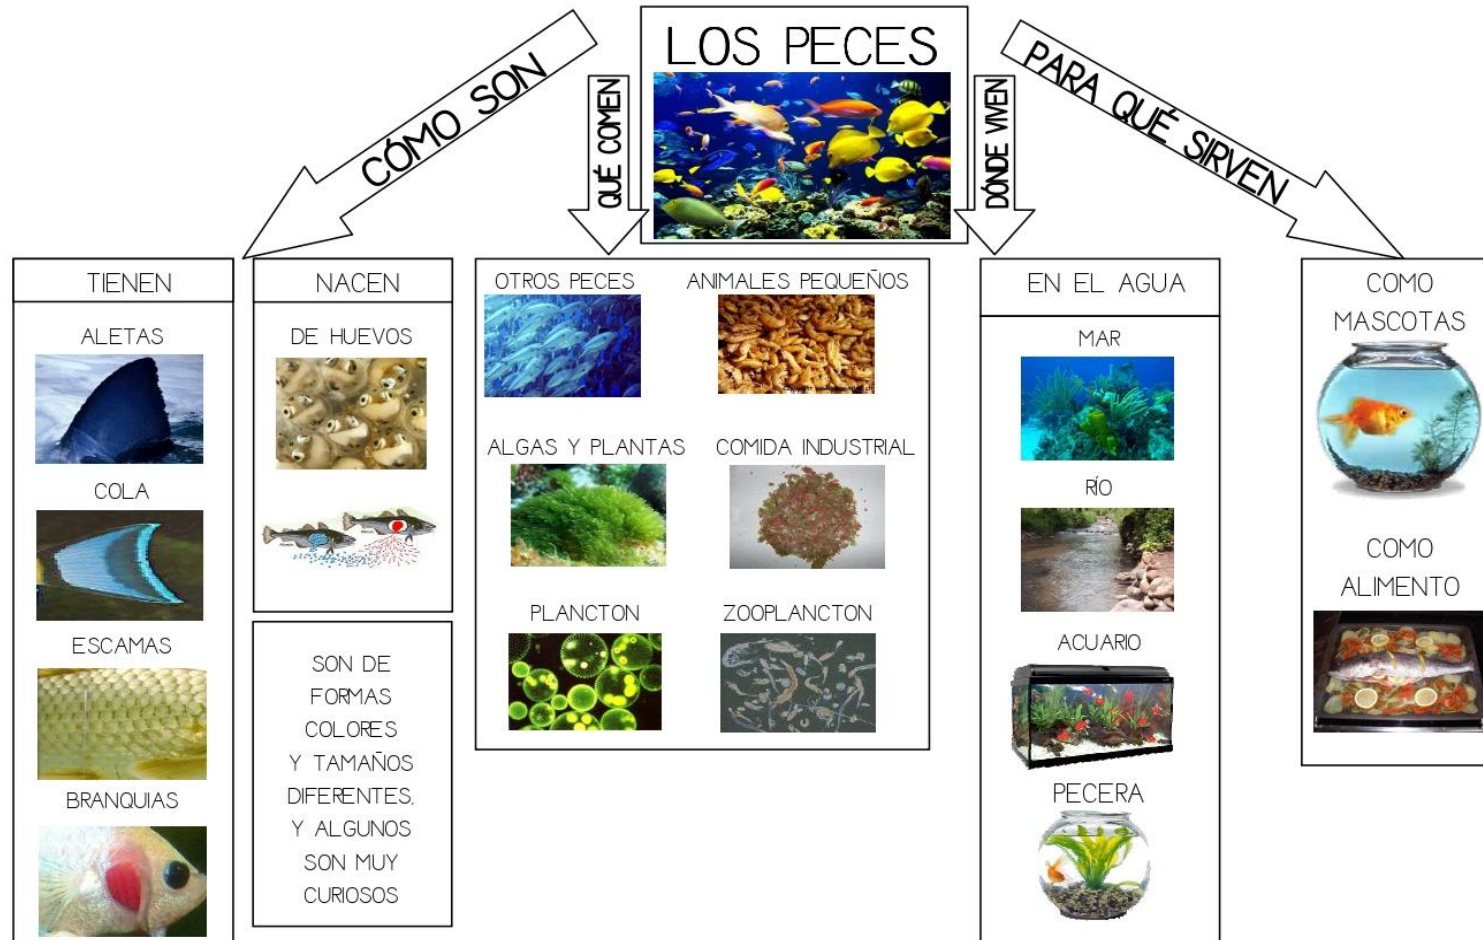 LOS PECES
CÓMO SON
QUÉ COMEN
DÓNDE VIVEN
PARA QUÉ SIRVEN
TIENEN
ALETAS
COLA
ESCAMAS
BRANQUIAS
NACEN
DE HUEVOS
SON DE
FORMAS
COLORES
Y TAMAÑOS
DIFERENTES,
Y ALGUNOS
SON MUY
CURIOSOS
OTROS PECES
ANIMALES PEQUEÑOS
ALGAS Y PLANTAS
COMIDA INDUSTRIAL
PLANCTON
ZOOPLANCTON
EN EL AGUA
MAR
RÍO
ACUARIO
PECERA
COMO
MASCOTAS
COMO
ALIMENTO